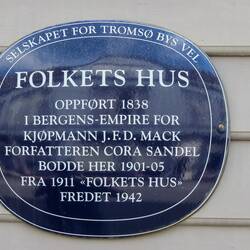 SELSKAPET FOR TROMSØ BYS VEL
FOLKETS HUS
OPPFØRT 1838
I BERGENS-EMPIRE FOR
KJØPMANN J.F.D. MACK
FORFATTEREN CORA SANDEL
BODDE HER 1901-05
FRA 1911 «FOLKETS HUS»
FREDET 1942